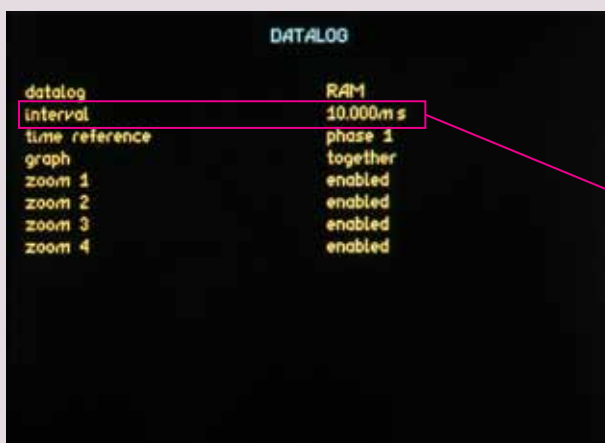 DATALOG
datalog RAM
interval 10.000m s
time reference phase 1
graph together
zoom 1 enabled
zoom 2 enabled
zoom 3 enabled
zoom 4 enabled